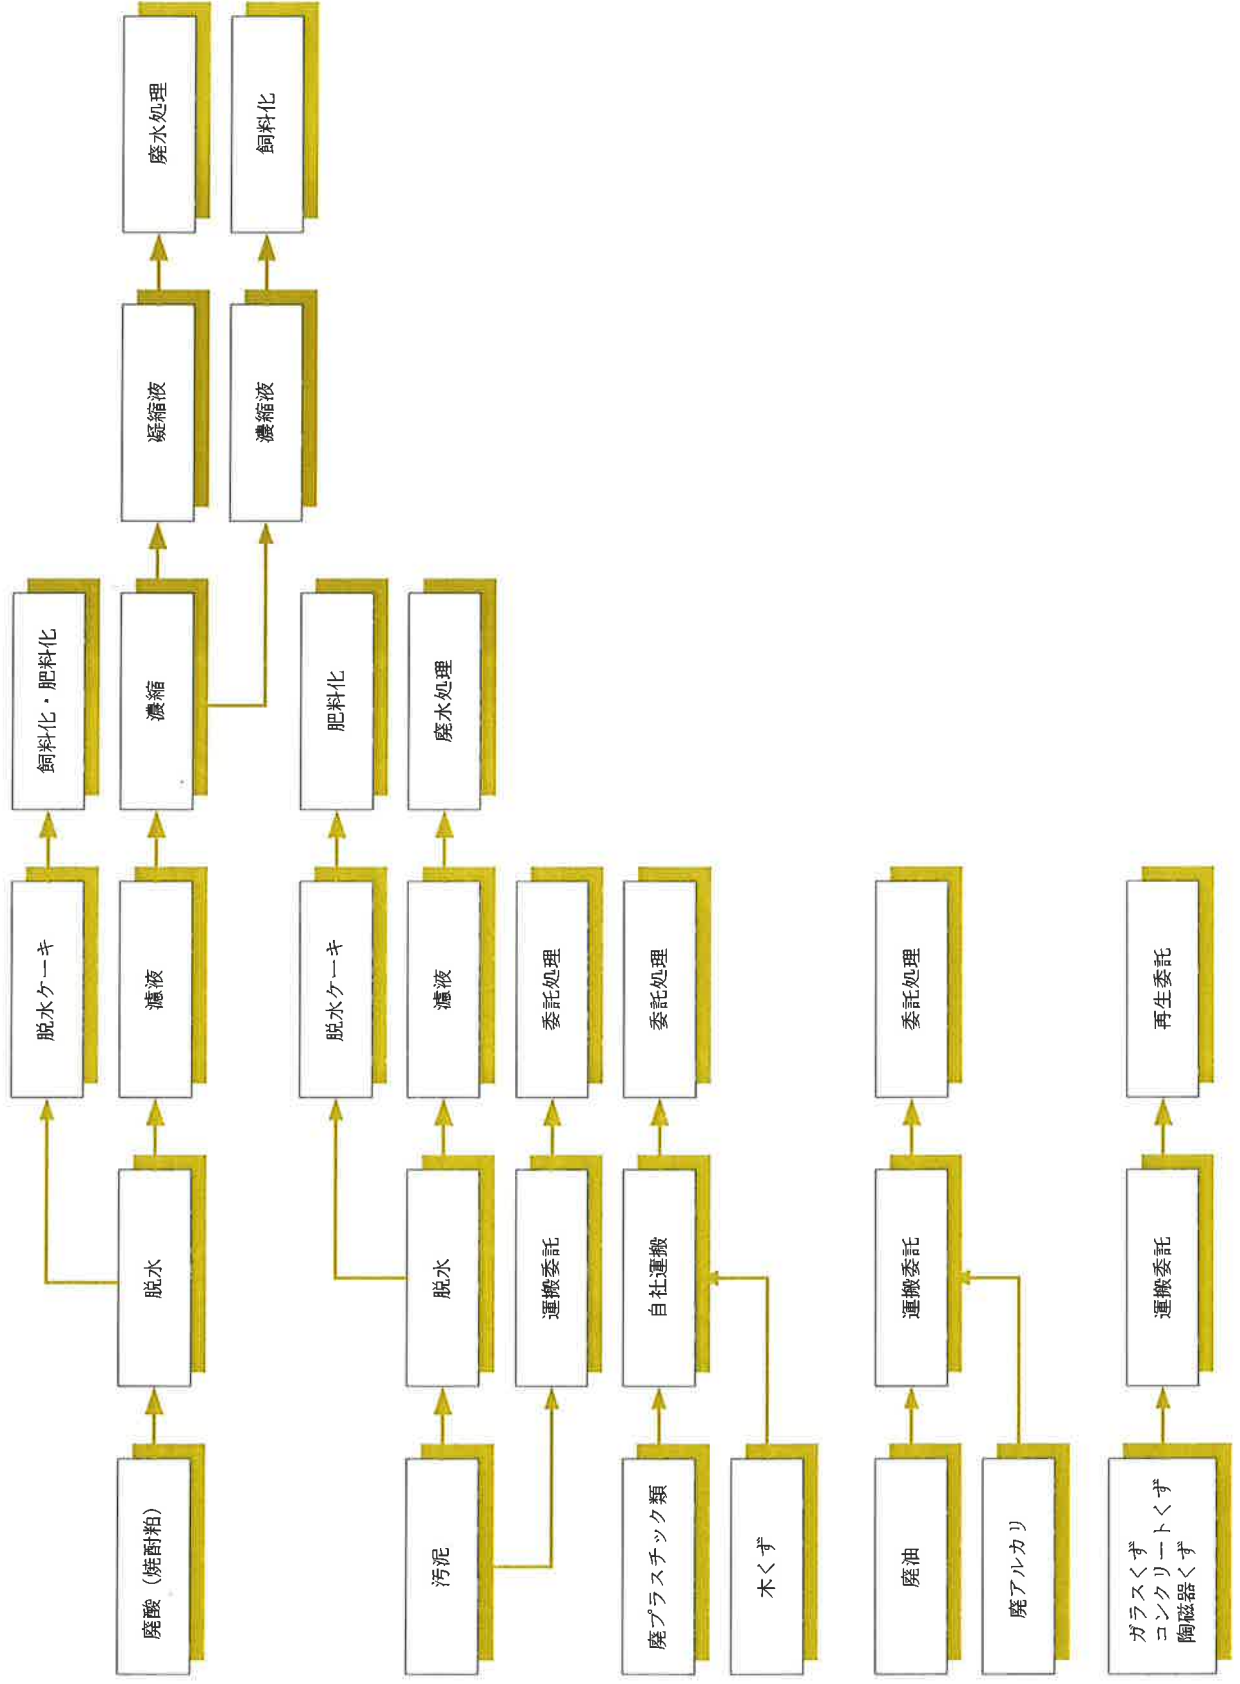 廃酸（焼酎粕）
脱水
脱水ケーキ
飼料化・肥料化
濾液
濃縮
凝縮液
廃水処理
濃縮液
飼料化
汚泥
脱水
脱水ケーキ
肥料化
濾液
廃水処理
運搬委託
委託処理
廃プラスチック類
自社運搬
委託処理
木くず
廃油
運搬委託
委託処理
廃アルカリ
ガラスくず
コンクリートくず
陶磁器くず
運搬委託
再生委託